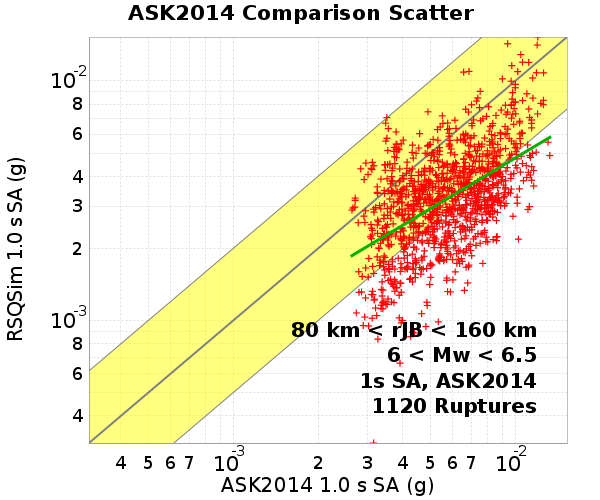 ASK2014 Comparison Scatter
RSQSim 1.0 s SA (g)
10⁻²
8
6
4
3
2
10⁻³
8
6
4
80 km < rJB < 160 km
6 < Mw < 6.5
1s SA, ASK2014
1120 Ruptures
4 5 6 7 10⁻³ 2 3 4 5 6 7 10⁻²
ASK2014 1.0 s SA (g)